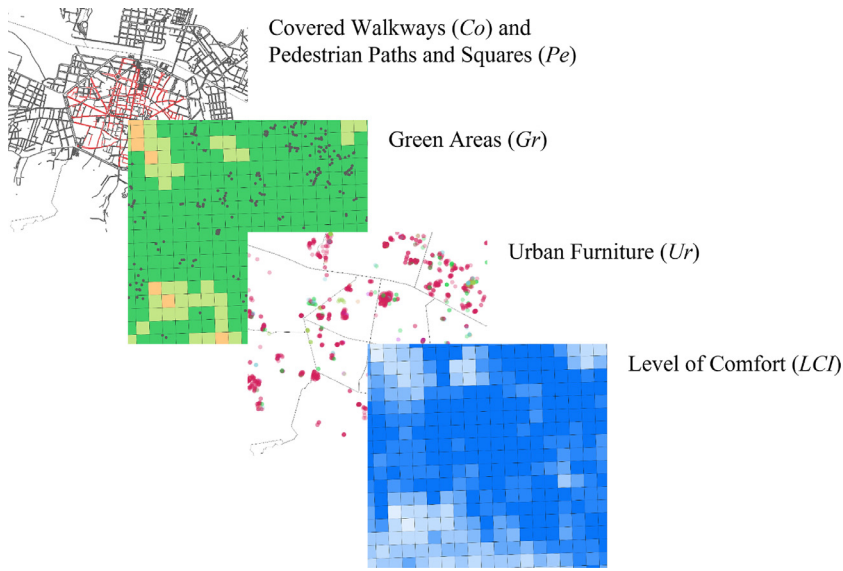 Covered Walkways (Co) and
Pedestrian Paths and Squares (Pe)
Green Areas (Gr)
Urban Furniture (Ur)
Level of Comfort (LCI)